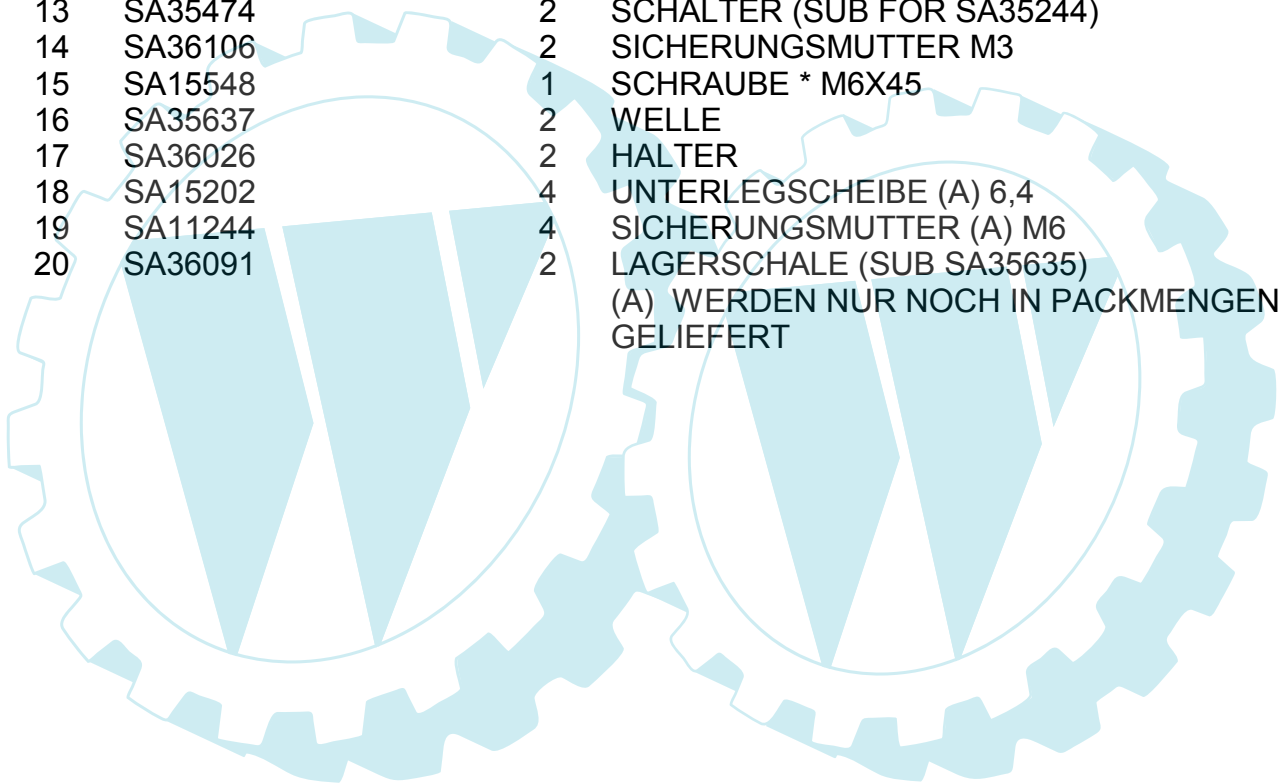 13 SA35474 2 SCHALTER (SUB FOR SA35244)
14 SA36106 2 SICHERUNGSMUTTER M3
15 SA15548 1 SCHRAUBE * M6X45
16 SA35637 2 WELLE
17 SA36026 2 HALTER
18 SA15202 4 UNTERLEGSCHEIBE (A) 6,4
19 SA11244 4 SICHERUNGSMUTTER (A) M6
20 SA36091 2 LAGERSCHALE (SUB SA35635)
(A) WERDEN NUR NOCH IN PACKMENGEN
GELIEFERT